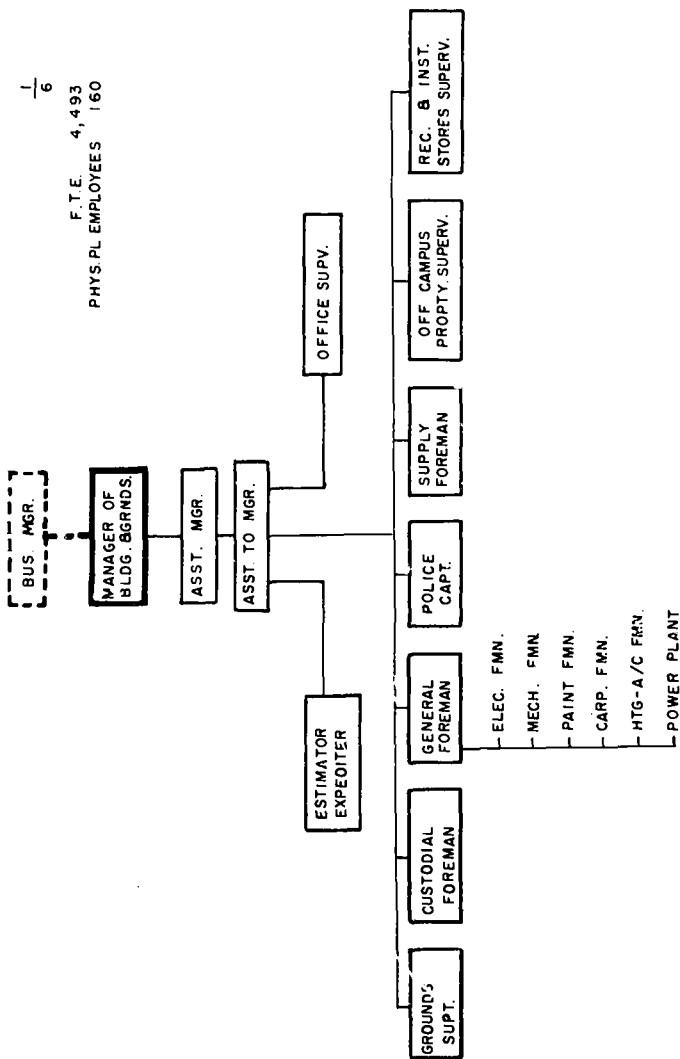 1
6
F.T.E. 4,493
PHYS.PL EMPLOYEES 160
BUS. MGR.
MANAGER OF
BLDG. &GRNDS.
ASST. MGR.
ASST. TO MGR.
ESTIMATOR
EXPEDITER
OFFICE SUPV.
GROUNDS
SUPT.
CUSTODIAL
FOREMAN
GENERAL
FOREMAN
POLICE
CAPT.
SUPPLY
FOREMAN
OFF CAMPUS
PROPTY. SUPERV.
REC. & INST.
STORES SUPERV.
ELEC. FMN.
MECH. FMN.
PAINT FMN.
CARP. FMN.
HTG-A/C FMN.
POWER PLANT